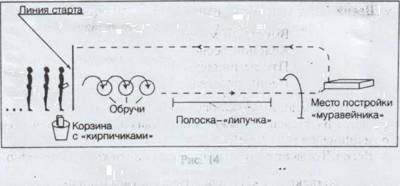 Линия старта
Обручи
Корзина
с «кирпичиками»
Полоска–«липучка»
Место постройки
«муравейника»
Рис. 14